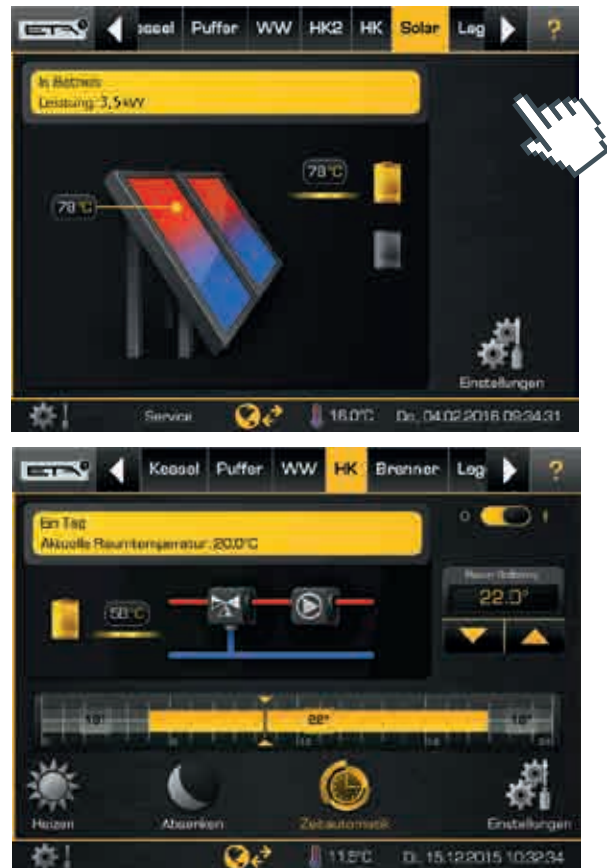 ETA
Kessel Puffer WW HK2 HK Solar Lag ?
In Betrieb
Leistung: 3,5 kW
78°C
78°C
Einstellungen
Service 16.0°C Do., 04.02.2016 09:34:31
ETA
Kessel Puffer WW HK Brenner Lag ?
Ein Tag
Aktuelle Raumtemperatur: 20.0°C
O I
22.0°
58°C
18° 22° 18°
Heizen Absenken Zeitautomatik Einstellungen
11.5°C Di., 15.12.2015 10:32:34